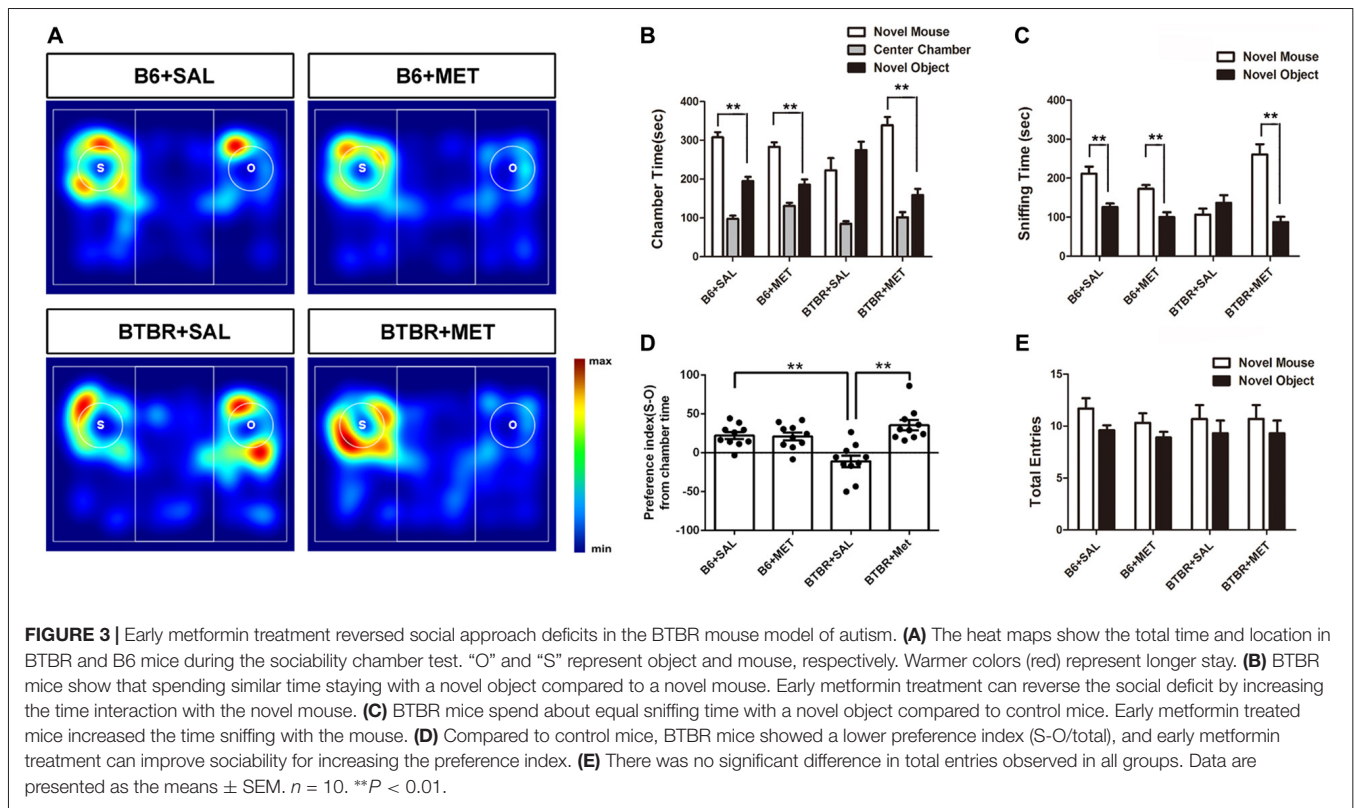 A
B6+SAL
B6+MET
S
O
S
O
BTBR+SAL
BTBR+MET
S
O
S
O
max
min
B
Novel Mouse
Center Chamber
Novel Object
Chamber Time(sec)
400
300
200
100
0
**
**
**
B6+SAL
B6+MET
BTBR+SAL
BTBR+MET
C
Novel Mouse
Novel Object
Sniffing Time (sec)
400
300
200
100
0
**
**
**
B6+SAL
B6+MET
BTBR+SAL
BTBR+MET
D
Preference index(S-O)
from chamber time
100
50
0
-50
-100
**
**
B6+SAL
B6+MET
BTBR+SAL
BTBR+Met
E
Novel Mouse
Novel Object
Total Entries
15
10
5
0
B6+SAL
B6+MET
BTBR+SAL
BTBR+MET
FIGURE 3 | Early metformin treatment reversed social approach deficits in the BTBR mouse model of autism. (A) The heat maps show the total time and location in
BTBR and B6 mice during the sociability chamber test. “O” and “S” represent object and mouse, respectively. Warmer colors (red) represent longer stay. (B) BTBR
mice show that spending similar time staying with a novel object compared to a novel mouse. Early metformin treatment can reverse the social deficit by increasing
the time interaction with the novel mouse. (C) BTBR mice spend about equal sniffing time with a novel object compared to control mice. Early metformin treated
mice increased the time sniffing with the mouse. (D) Compared to control mice, BTBR mice showed a lower preference index (S-O/total), and early metformin
treatment can improve sociability for increasing the preference index. (E) There was no significant difference in total entries observed in all groups. Data are
presented as the means ± SEM. n = 10. **P < 0.01.